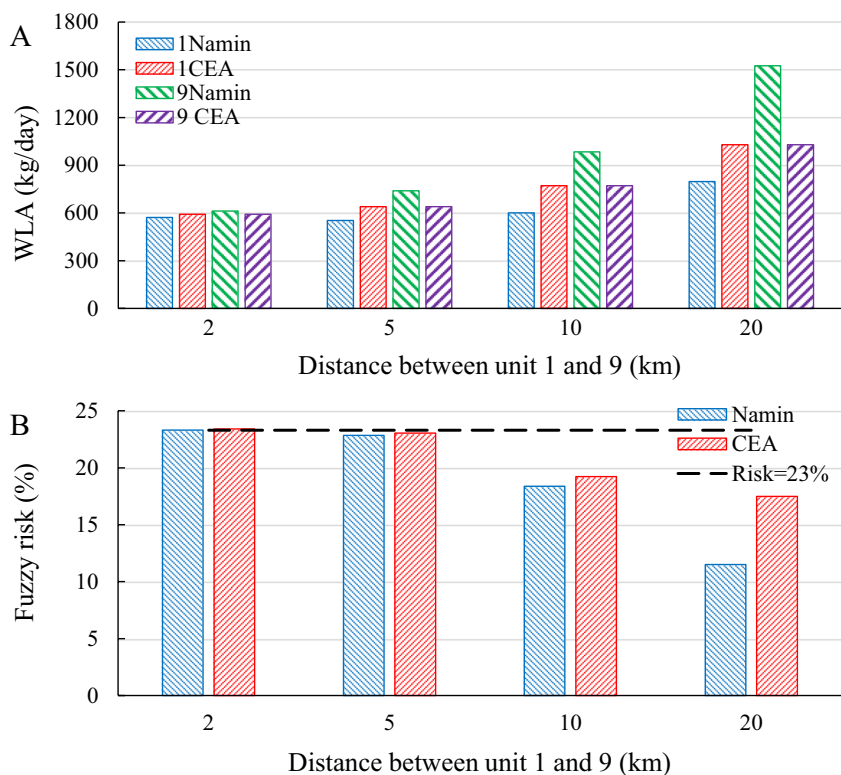 A
1800
1500
1200
900
600
300
0
WLA (kg/day)
1Namin
1CEA
9Namin
9 CEA
2 5 10 20
Distance between unit 1 and 9 (km)
B
25
20
15
10
5
0
Fuzzy risk (%)
Namin
CEA
Risk=23%
2 5 10 20
Distance between unit 1 and 9 (km)